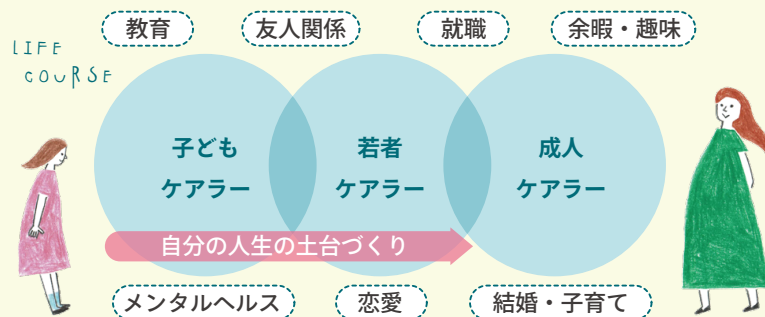 LIFE
COURSE
教育
友人関係
就職
余暇・趣味
子ども
ケアラー
若者
ケアラー
成人
ケアラー
自分の人生の土台づくり
メンタルヘルス
恋愛
結婚・子育て